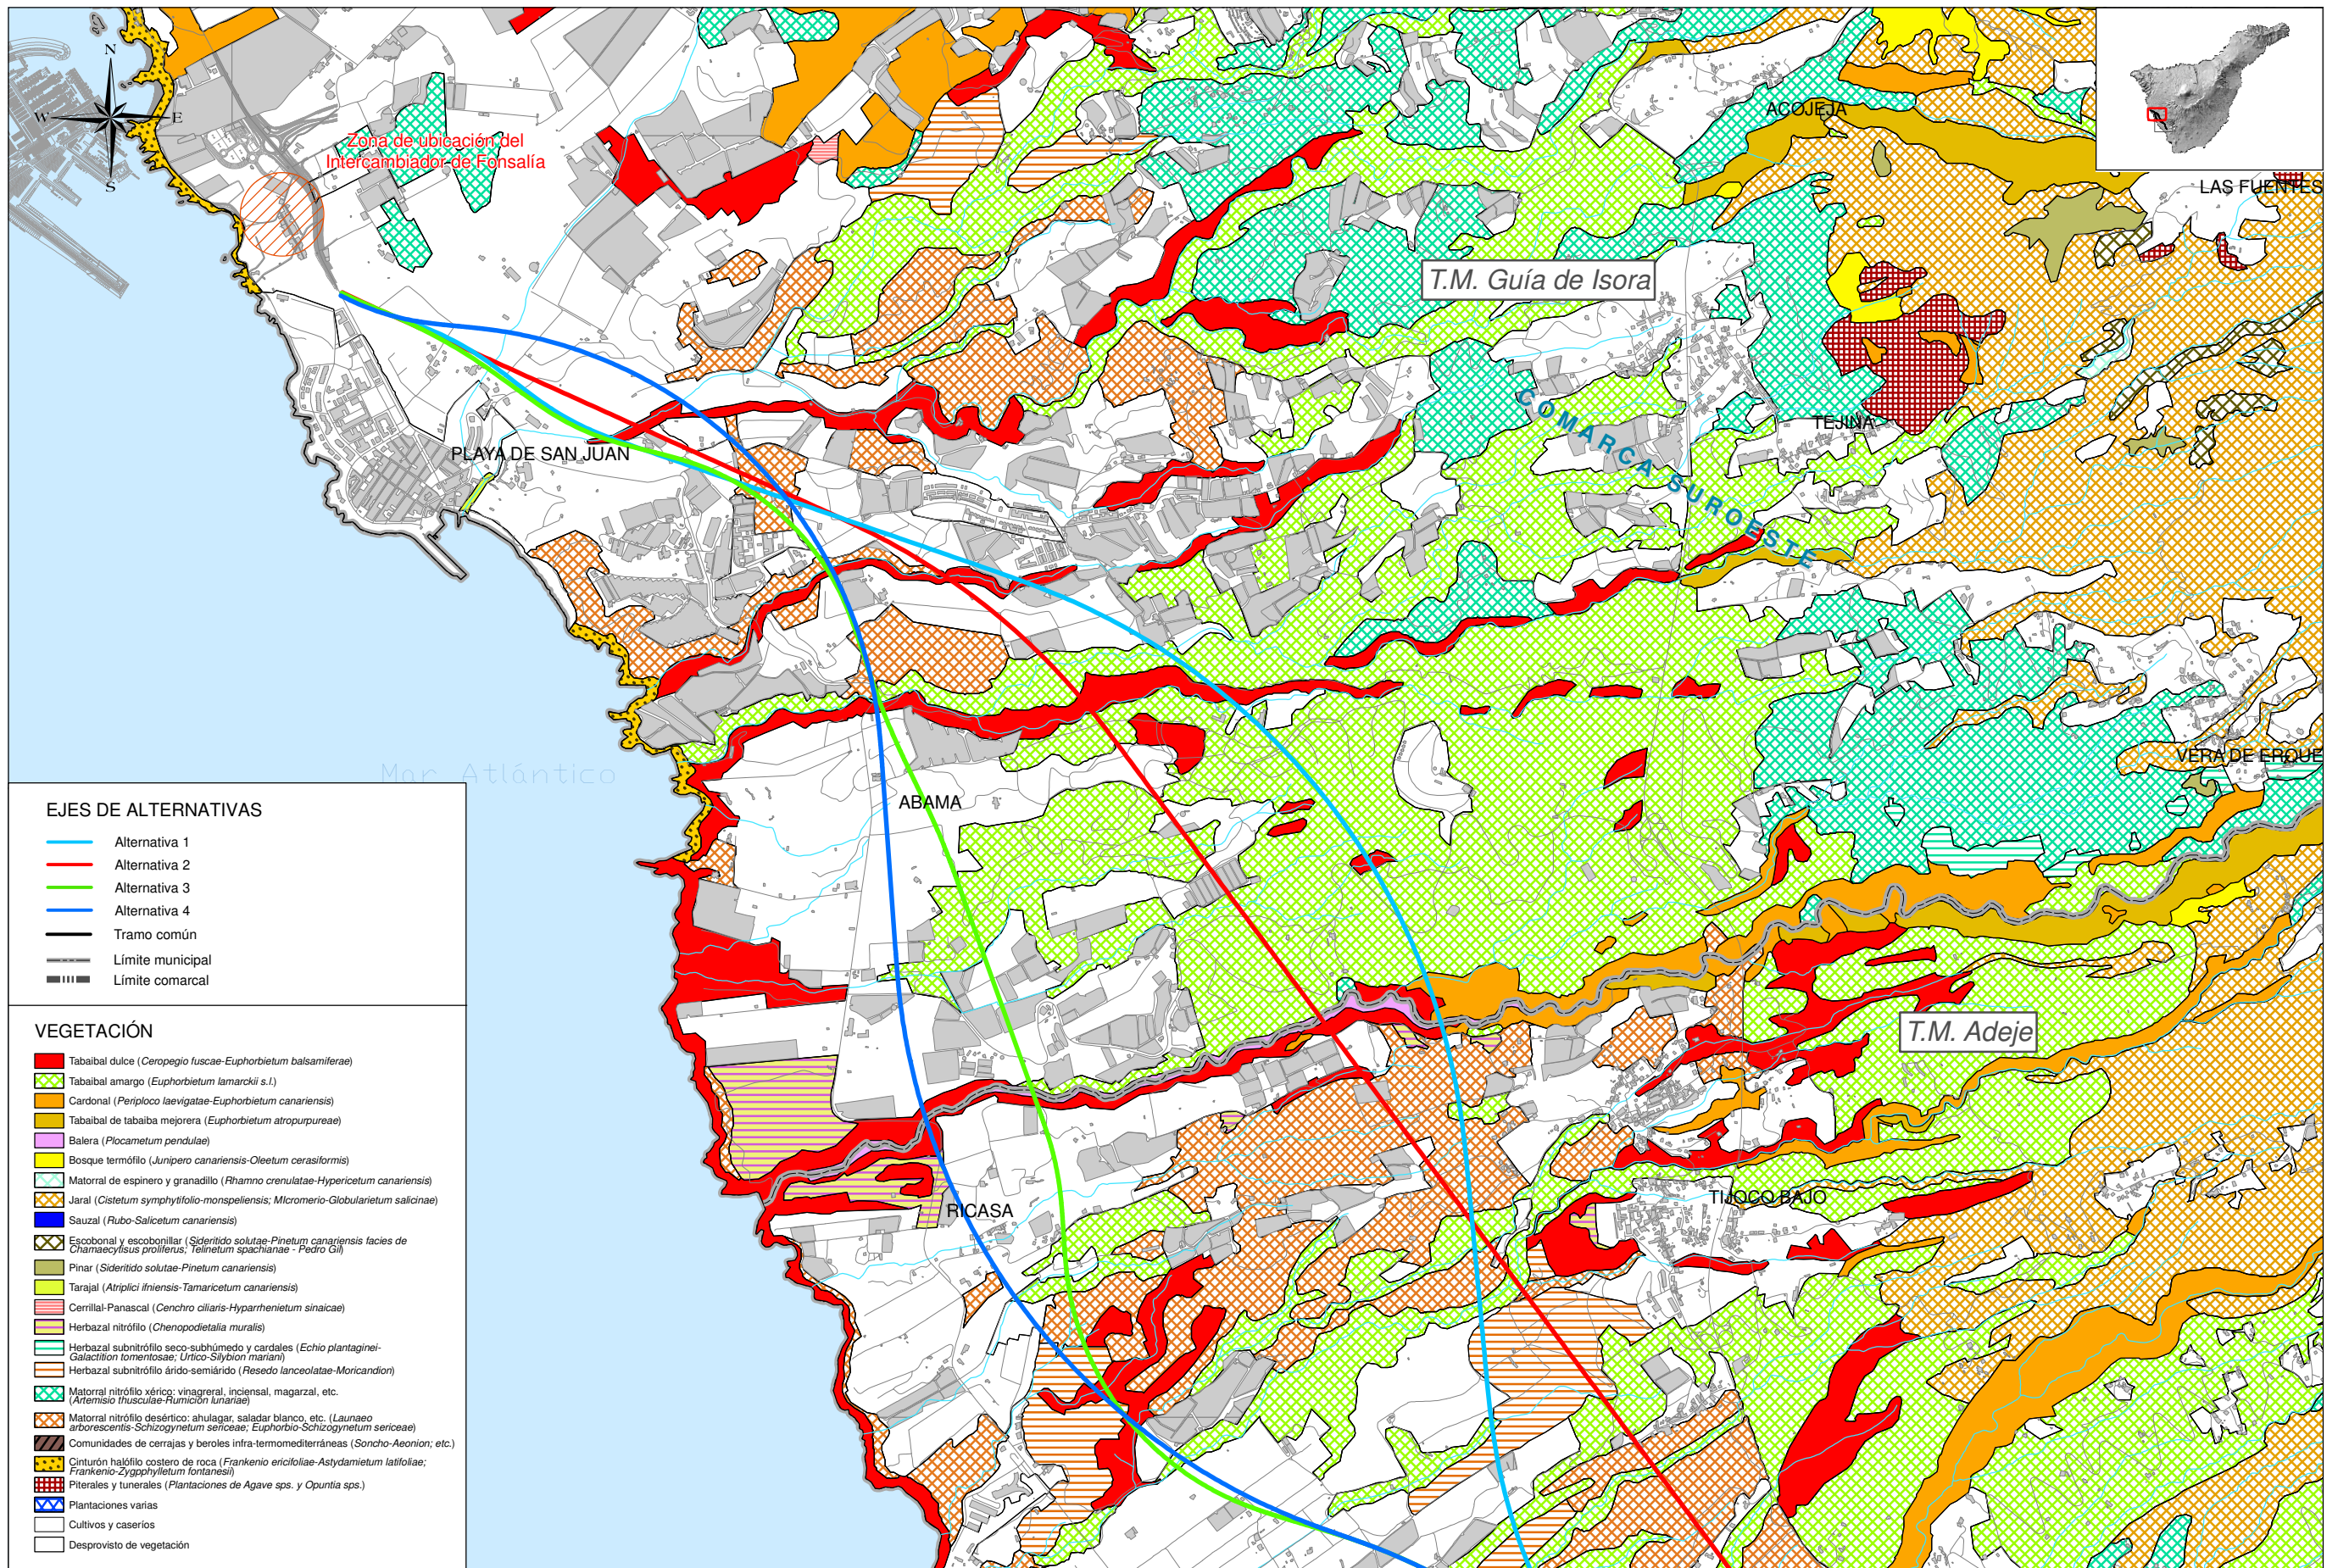 N
W
E
S
Zona de ubicación del
Intercambiador de Fonsalía
ACOJEJA
LAS FUENTES
T.M. Guía de Isora
COMARCA SUROESTE
TEJINA
PLAYA DE SAN JUAN
VERA DE ERQUE
Mar Atlántico
ABAMA
T.M. Adeje
TIJOCO BAJO
RICASA
EJES DE ALTERNATIVAS
Alternativa 1
Alternativa 2
Alternativa 3
Alternativa 4
Tramo común
Límite municipal
Límite comarcal
VEGETACIÓN
Tabaibal dulce (Ceropegio fuscae-Euphorbietum balsamiferae)
Tabaibal amargo (Euphorbietum lamarckii s.l.)
Cardonal (Periploco laevigatae-Euphorbietum canariensis)
Tabaibal de tabaiba mejorera (Euphorbietum atropurpureae)
Balera (Plocametum pendulae)
Bosque termófilo (Junipero canariensis-Oleetum cerasiformis)
Matorral de espinero y granadillo (Rhamno crenulatae-Hypericetum canariensis)
Jaral (Cistetum symphytifolio-monspeliensis; MIcromerio-Globularietum salicinae)
Sauzal (Rubo-Salicetum canariensis)
Escobonal y escobonillar (Sideritido solutae-Pinetum canariensis facies de
Chamaecytisus proliferus; Telinetum spachianae - Pedro Gil)
Pinar (Sideritido solutae-Pinetum canariensis)
Tarajal (Atriplici ifniensis-Tamaricetum canariensis)
Cerrillal-Panascal (Cenchro ciliaris-Hyparrhenietum sinaicae)
Herbazal nitrófilo (Chenopodietalia muralis)
Herbazal subnitrófilo seco-subhúmedo y cardales (Echio plantaginei-
Galactition tomentosae; Urtico-Silybion mariani)
Herbazal subnitrófilo árido-semiárido (Resedo lanceolatae-Moricandion)
Matorral nitrófilo xérico: vinagreral, inciensal, magarzal, etc.
(Artemisio thusculae-Rumicion lunariae)
Matorral nitrófilo desértico: ahulagar, saladar blanco, etc. (Launaeo
arborescentis-Schizogynetum sericeae; Euphorbio-Schizogynetum sericeae)
Comunidades de cerrajas y beroles infra-termomediterráneas (Soncho-Aeonion; etc.)
Cinturón halófilo costero de roca (Frankenio ericifoliae-Astydamietum latifoliae;
Frankenio-Zygpphylletum fontanesii)
Piterales y tunerales (Plantaciones de Agave sps. y Opuntia sps.)
Plantaciones varias
Cultivos y caseríos
Desprovisto de vegetación